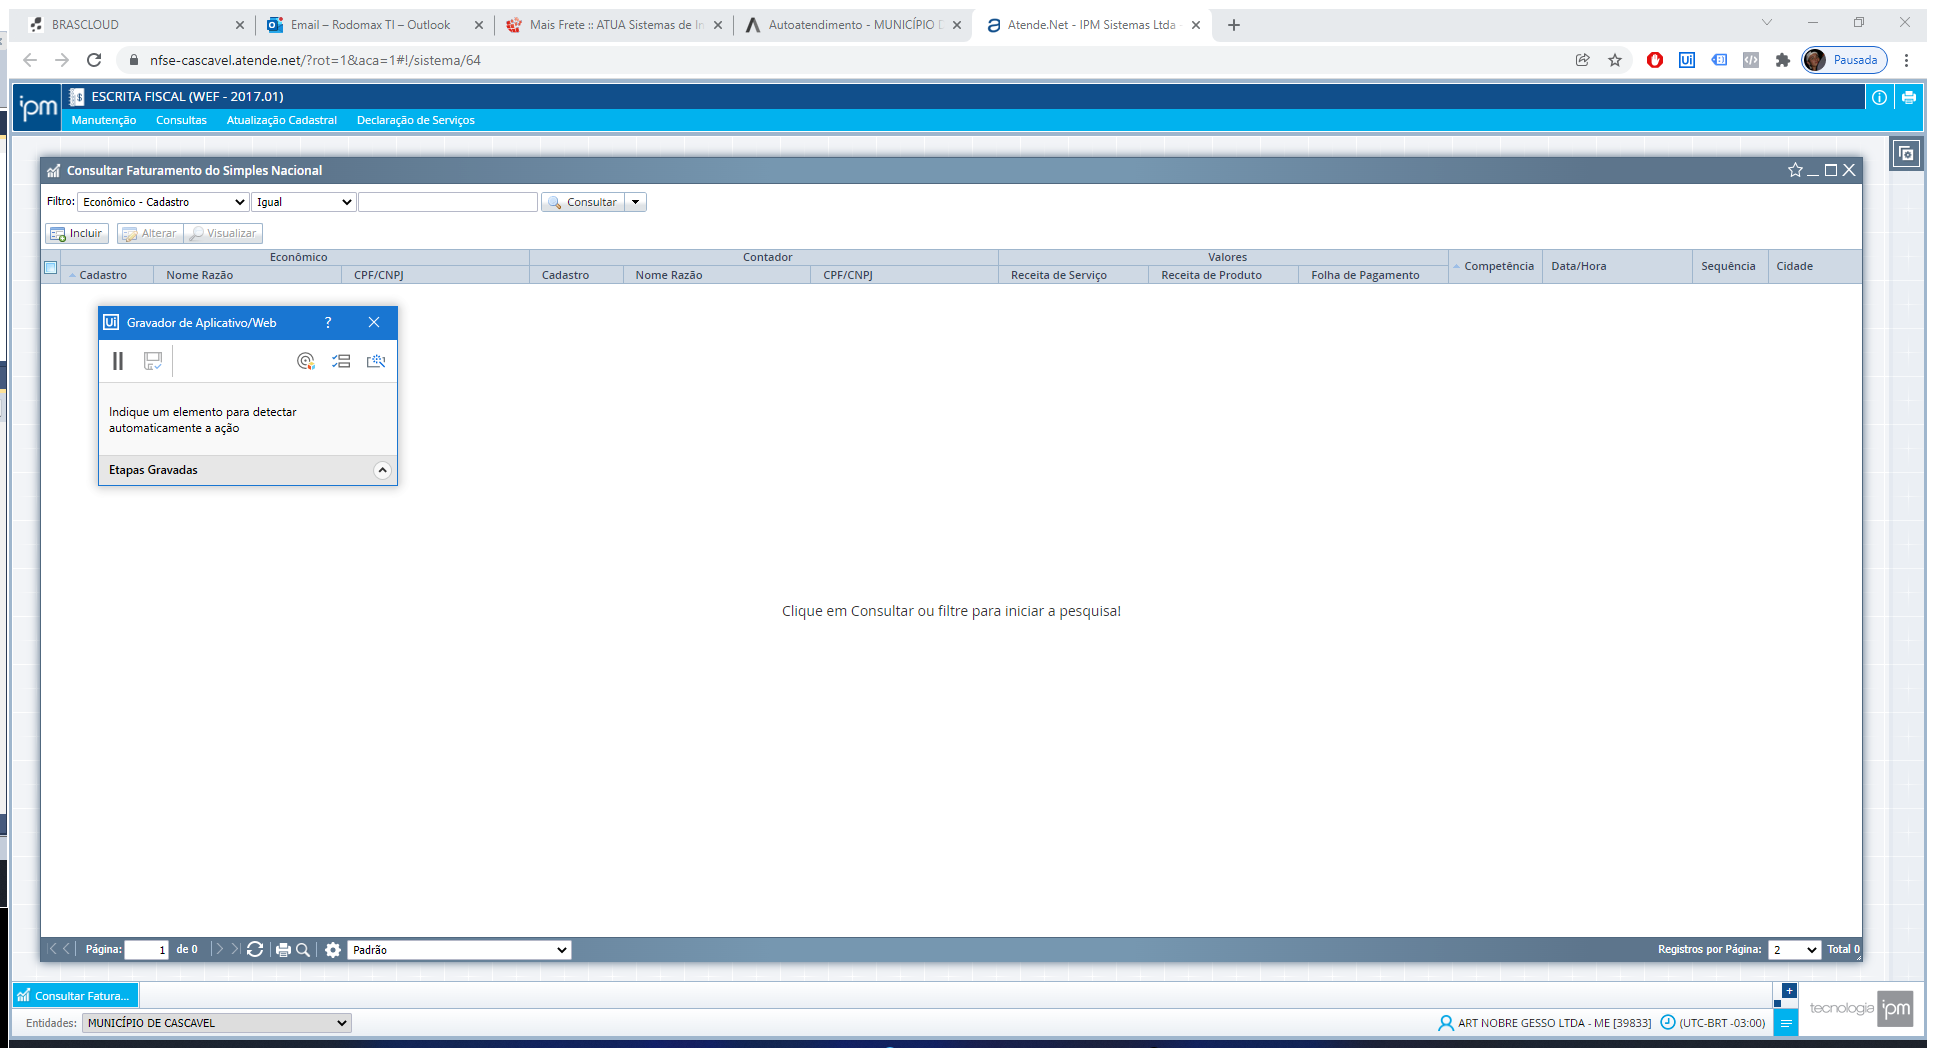 BRASCLOUD
Email – Rodomax TI – Outlook
Mais Frete :: ATUA Sistemas de In
Autoatendimento - MUNICÍPIO D
Atende.Net - IPM Sistemas Ltda
nfse-cascavel.atende.net/?rot=1&aca=1#!/sistema/64
Pausada
ipm
ESCRITA FISCAL (WEF - 2017.01)
Manutenção Consultas Atualização Cadastral Declaração de Serviços
Consultar Faturamento do Simples Nacional
Filtro: Econômico - Cadastro Igual Consultar
Incluir Alterar Visualizar
Econômico Contador Valores
Cadastro Nome Razão CPF/CNPJ Cadastro Nome Razão CPF/CNPJ Receita de Serviço Receita de Produto Folha de Pagamento Competência Data/Hora Sequência Cidade
Ui Gravador de Aplicativo/Web ?
Indique um elemento para detectar
automaticamente a ação
Etapas Gravadas
Clique em Consultar ou filtre para iniciar a pesquisa!
Página: 1 de 0 Padrão Registros por Página: 2 Total 0
Consultar Fatura...
Entidades: MUNICÍPIO DE CASCAVEL ART NOBRE GESSO LTDA - ME [39833] (UTC-BRT -03:00)
tecnologia ipm